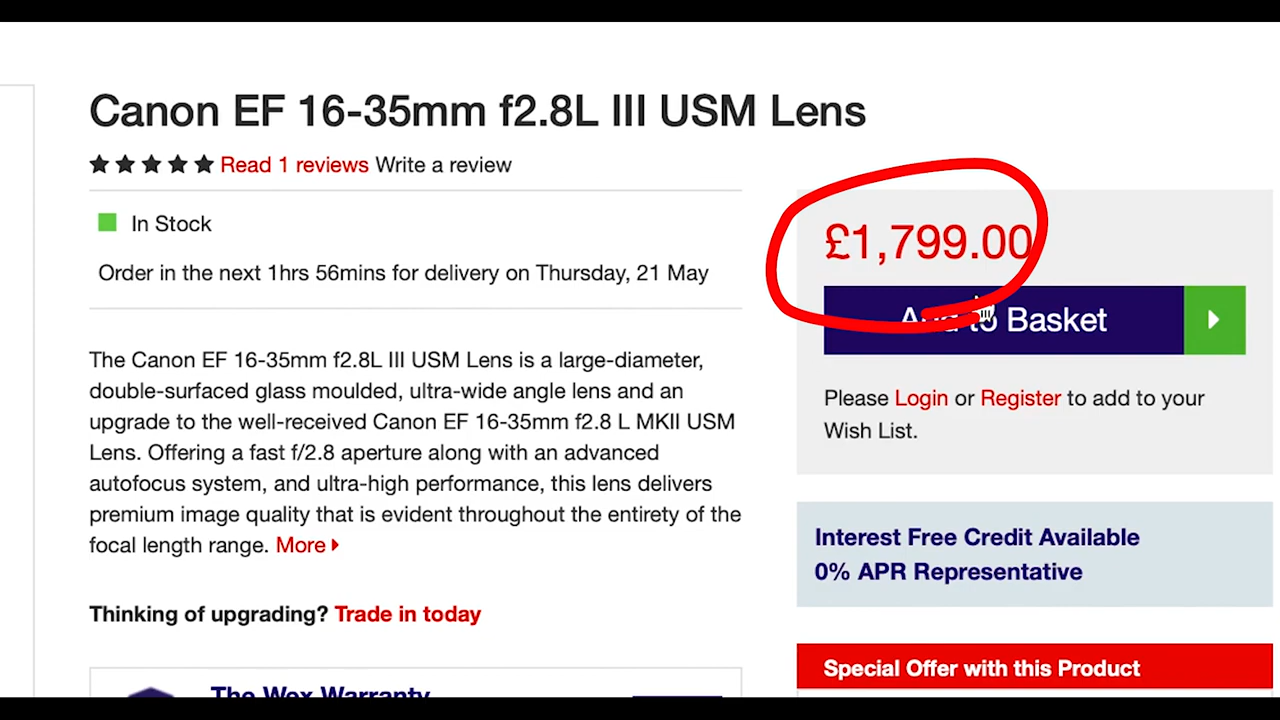 Canon EF 16-35mm f2.8L III USM Lens
Read 1 reviews Write a review
In Stock
Order in the next 1hrs 56mins for delivery on Thursday, 21 May
The Canon EF 16-35mm f2.8L III USM Lens is a large-diameter,
double-surfaced glass moulded, ultra-wide angle lens and an
upgrade to the well-received Canon EF 16-35mm f2.8 L MKII USM
Lens. Offering a fast f/2.8 aperture along with an advanced
autofocus system, and ultra-high performance, this lens delivers
premium image quality that is evident throughout the entirety of the
focal length range. More
Thinking of upgrading? Trade in today
The Wex Warranty
£1,799.00
Add to Basket
Please Login or Register to add to your
Wish List.
Interest Free Credit Available
0% APR Representative
Special Offer with this Product